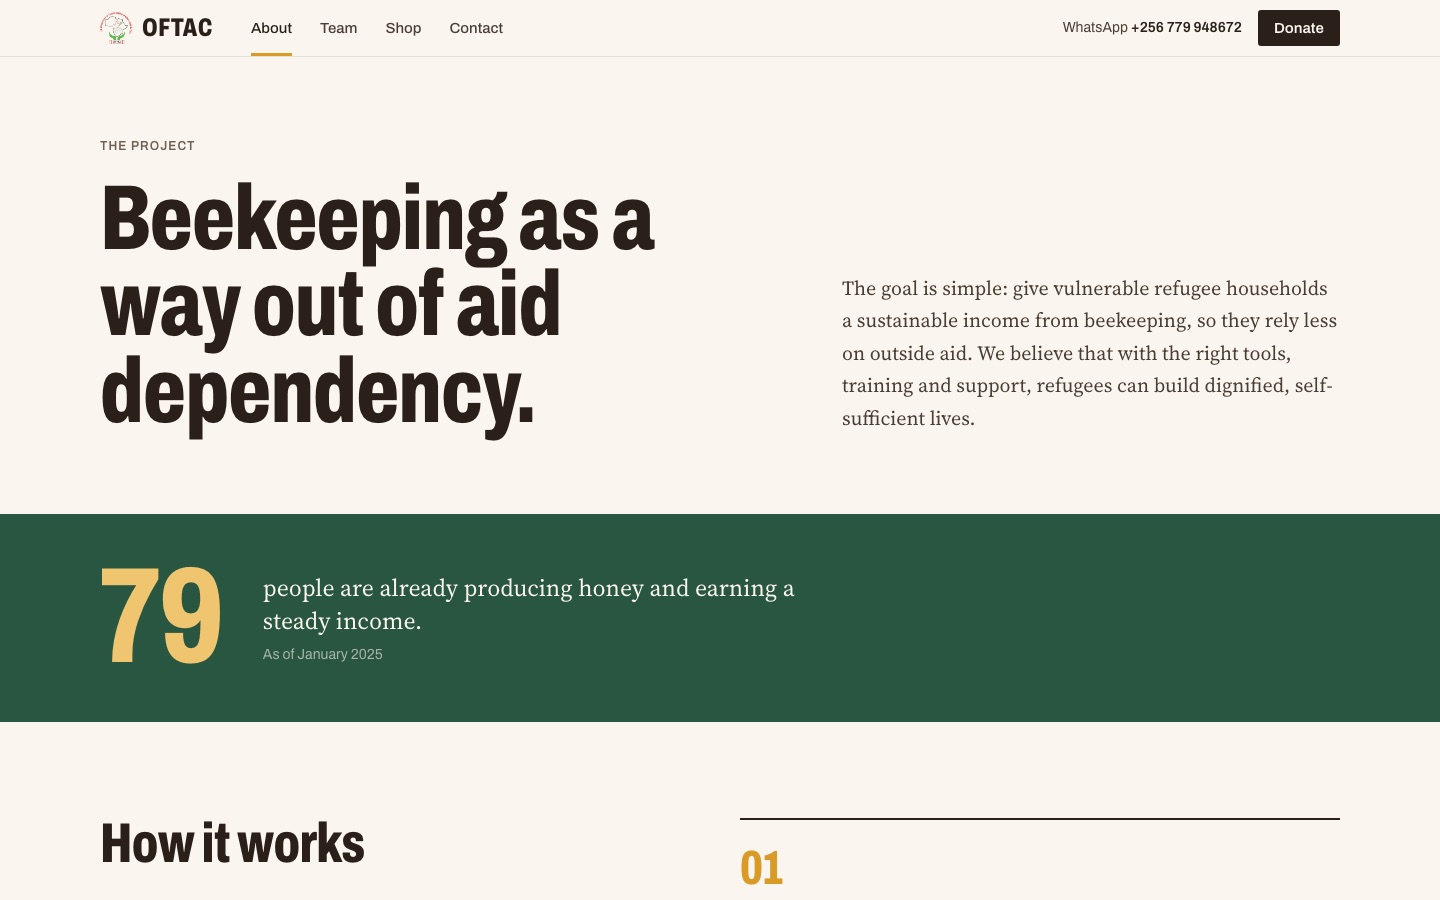 OFTAC
About
Team
Shop
Contact
WhatsApp +256 779 948672
Donate
THE PROJECT
Beekeeping as a
way out of aid
dependency.
The goal is simple: give vulnerable refugee households
a sustainable income from beekeeping, so they rely less
on outside aid. We believe that with the right tools,
training and support, refugees can build dignified, self-
sufficient lives.
79
people are already producing honey and earning a
steady income.
As of January 2025
How it works
01